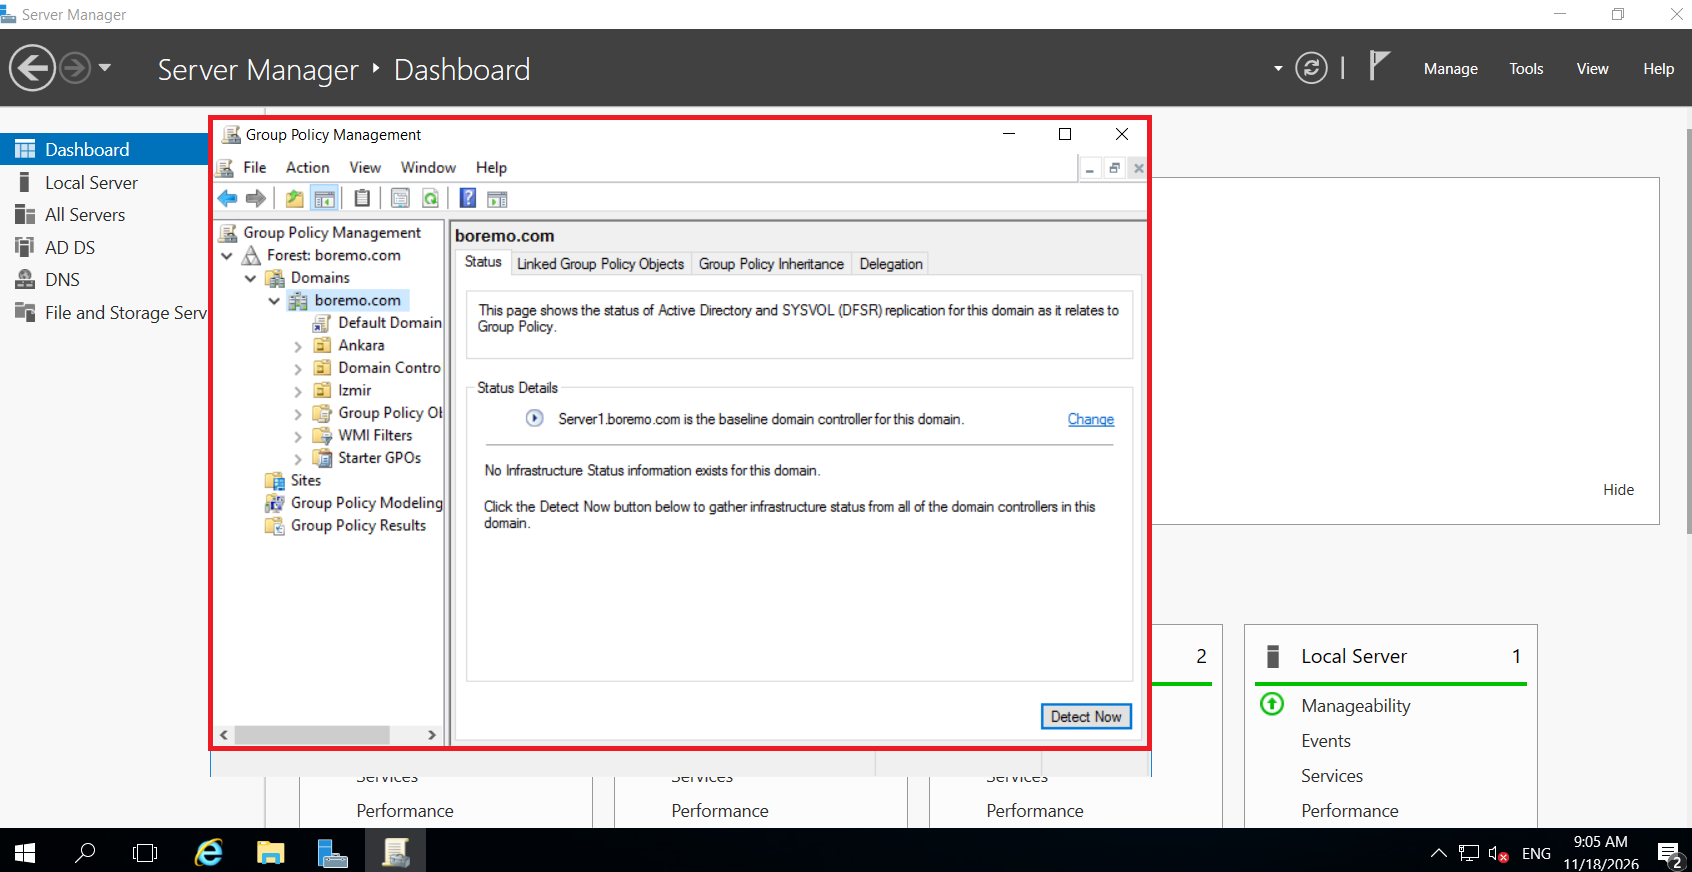 Server Manager
Server Manager ‣ Dashboard
Manage
Tools
View
Help
Dashboard
Local Server
All Servers
AD DS
DNS
File and Storage Serv
Group Policy Management
File
Action
View
Window
Help
Group Policy Management
Forest: boremo.com
Domains
boremo.com
Default Domain
Ankara
Domain Contro
Izmir
Group Policy Ob
WMI Filters
Starter GPOs
Sites
Group Policy Modeling
Group Policy Results
boremo.com
Status
Linked Group Policy Objects
Group Policy Inheritance
Delegation
This page shows the status of Active Directory and SYSVOL (DFSR) replication for this domain as it relates to
Group Policy.
Status Details
Server1.boremo.com is the baseline domain controller for this domain.
Change
No Infrastructure Status information exists for this domain.
Click the Detect Now button below to gather infrastructure status from all of the domain controllers in this
domain.
Detect Now
Hide
2
Local Server
1
Manageability
Events
Services
Performance
Services
Performance
Services
Performance
Services
Performance
ENG
9:05 AM
11/18/2026
2